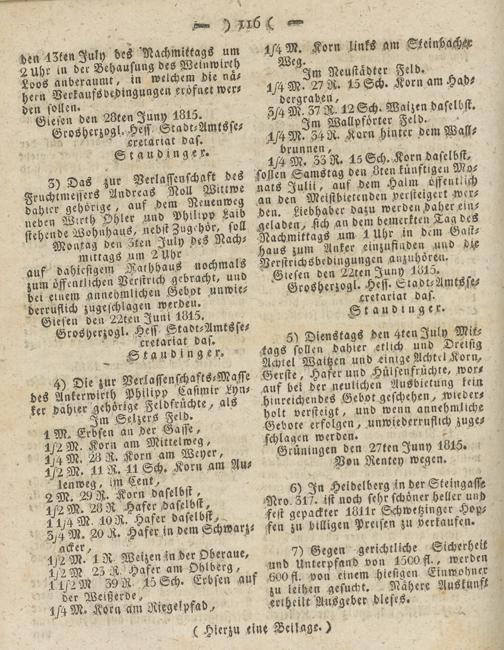 — ) 116 ( —
den 13ten July des Nachmittags um
2 Uhr in der Behausung des Weinwirth
Loos anberaumt, in welchem die nä-
hern Verkaufsbedingungen eröfnet wer-
den sollen.
Giesen den 28ten Juny 1815.
Grosherzogl. Hess. Stadt-Amtsse-
cretariat das.
Staudinger.
3) Das zur Verlassenschaft des
Fruchtmessers Andreas Noll Wittwe
dahier gehörige, auf dem Neuenweg
neben Wirth Ohler und Philipp Laib
stehende Wohnhaus, nebst Zugehör, soll
Montag den 3ten July des Nach-
mittags um 2 Uhr
auf dahiesigem Rathhaus nochmals
zum öffentlichen Verstrich gebracht, und
bei einem annehmlichen Gebot unwie-
derruflich zugeschlagen werden.
Giesen den 22ten Juni 1815.
Grosherzogl. Hess. Stadt-Amtsse-
cretariat das.
Staudinger.
4) Die zur Verlassenschafts-Masse
des Ankerwirth Philipp Casimir Lyn-
ker dahier gehörige Feldfrüchte, als
Im Selzers Feld.
1 M. Erbsen an der Gasse,
1/2 M. Korn am Mittelweg,
1/4 M. 28 R. Korn am Weyer,
1/2 M. 11 R. 11 Sch. Korn am Au-
lenweg, im Cent,
2 M. 29 R. Korn daselbst,
1/2 M. 28 R. Hafer daselbst,
1 1/4 M. 10 R. Hafer daselbst,
3/4 M. 20 R. Hafer in dem Schwarz-
acker,
1/2 M. 1 R. Waizen in der Oberaue,
1/2 M. 23 R. Hafer am Ohlberg,
1 1/2 M. 39 R. 15 Sch. Erbsen auf
der Weißerde,
1/4 M. Korn am Riegelpfad,
1/4 M. Korn links am Steinbacher
Weg.
Im Neustädter Feld.
1/4 M. 27 R. 15 Sch. Korn am Had-
dergraben,
3/4 M. 37 R. 12 Sch. Waizen daselbst.
Im Wallpförter Feld.
1/4 M. 34 R. Korn hinter dem Wall-
brunnen,
1/4 M. 33 R. 15 Sch. Korn daselbst,
sollen Samstag den 8ten künftigen Mo-
nats Julii, auf dem Halm öffentlich
an den Meistbietenden versteigert wer-
den. Liebhaber dazu werden daher ein-
geladen, sich an dem bemerkten Tag des
Nachmittags um 1 Uhr in dem Gast-
haus zum Anker einzufinden und die
Verstrichsbedingungen anzuhören.
Giesen den 22ten Juny 1815.
Grosherzogl. Hess. Stadt-Amtsse-
cretariat das.
Staudinger.
5) Dienstags den 4ten July Mit-
tags sollen dahier etlich und Dreisig
Achtel Waitzen und einige Achtel Korn,
Gerste, Hafer und Hülsenfrüchte, wor-
auf bei der neulichen Ausbietung kein
hinreichendes Gebot geschehen, wieder-
holt versteigt, und wenn annehmliche
Gebote erfolgen, unwiederruflich zuge-
schlagen werden.
Grüningen den 27ten Juny 1815.
Von Rentey wegen.
6) In Heidelberg in der Steingasse
Nro. 317. ist noch sehr schöner heller und
fest gepackter 1811r Schwetzinger Hop-
fen zu billigen Preisen zu verkaufen.
7) Gegen gerichtliche Sicherheit
und Unterpfand von 1500 fl., werden
600 fl. von einem hiesigen Einwohner
zu leihen gesucht. Nähere Auskunft
ertheilt Ausgeber dieses.
( Hierzu eine Beilage. )